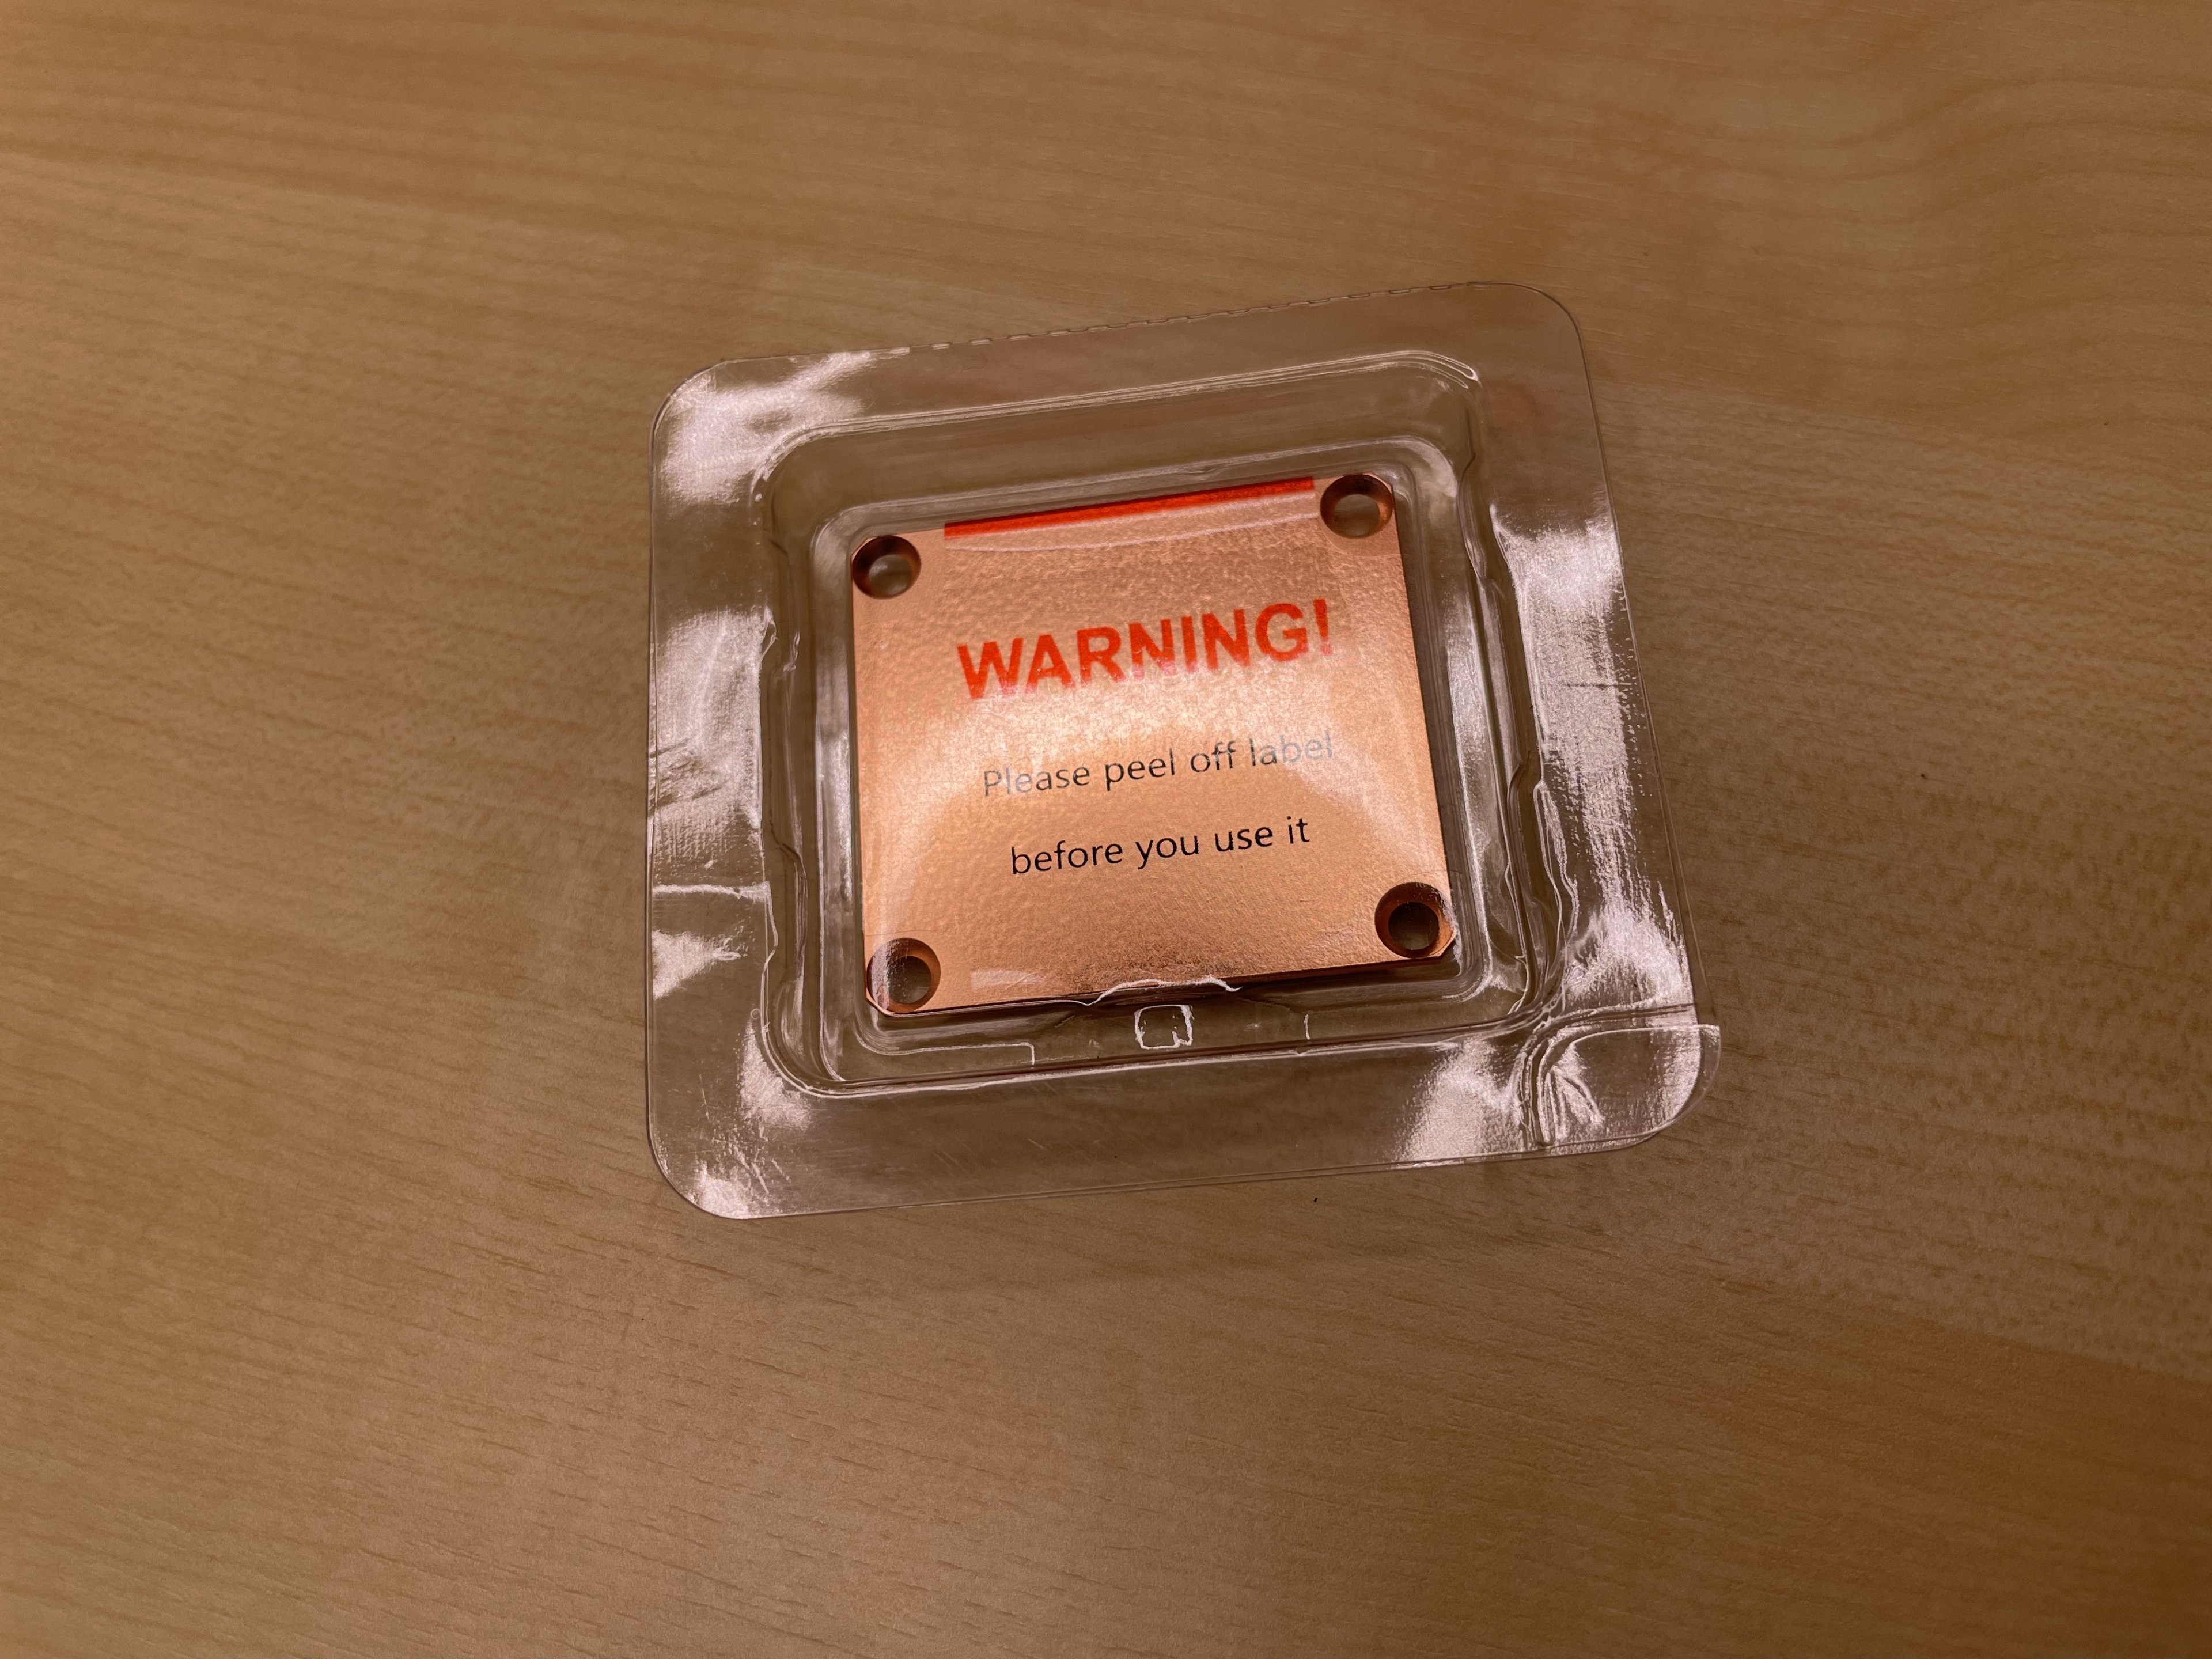 WARNING!
Please peel off label
before you use it